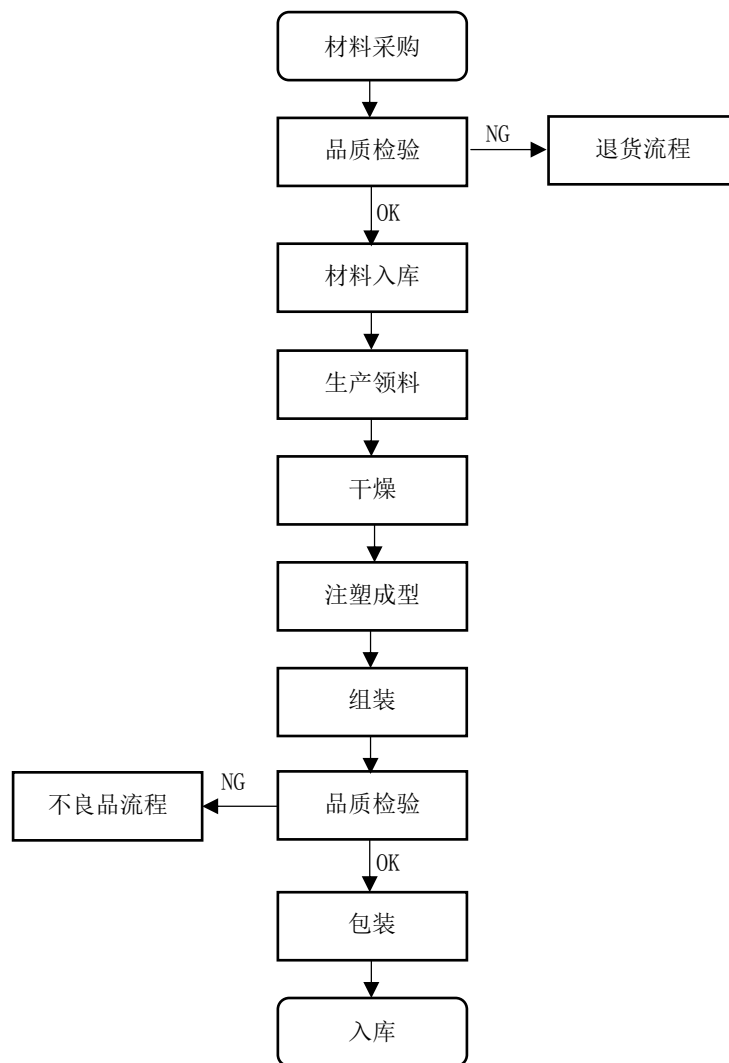 材料采购
品质检验
NG
退货流程
OK
材料入库
生产领料
干燥
注塑成型
组装
不良品流程
NG
品质检验
OK
包装
入库